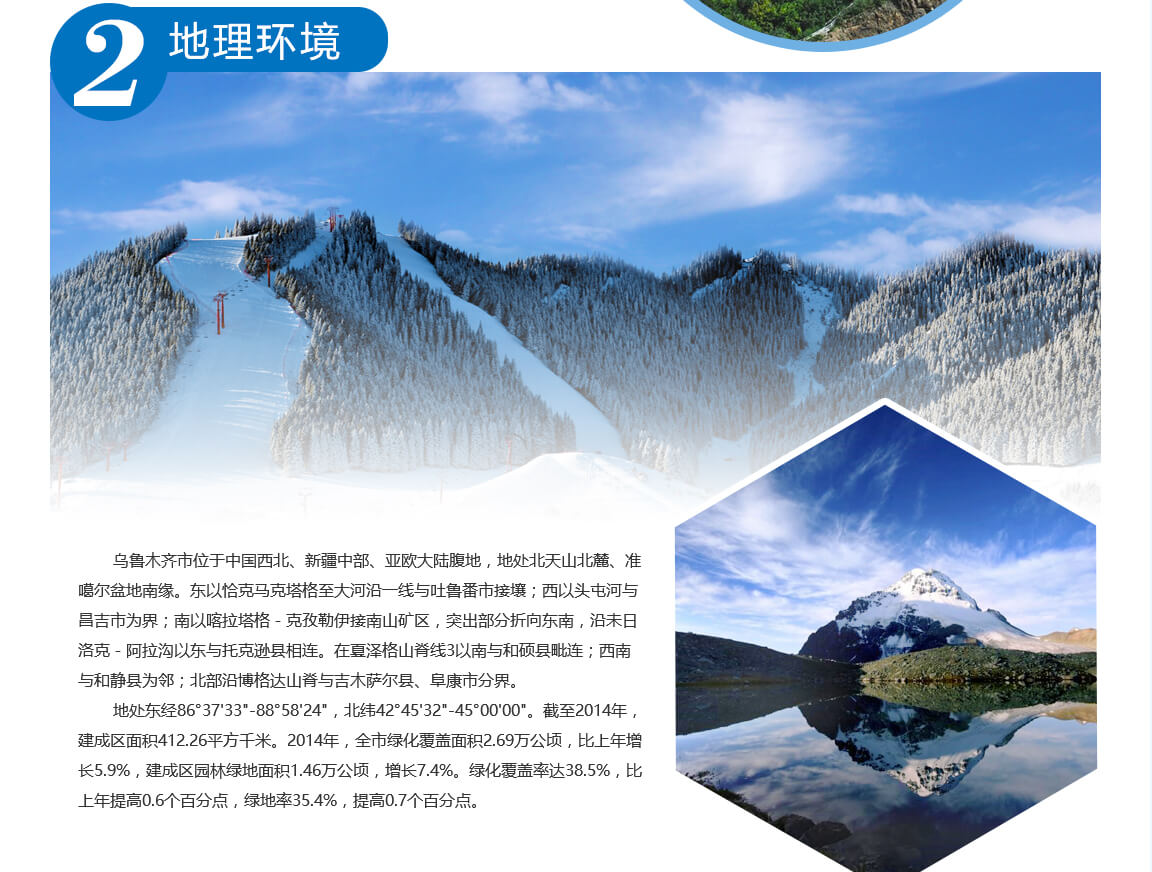 2
地理环境
乌鲁木齐市位于中国西北、新疆中部、亚欧大陆腹地，地处北天山北麓、准
噶尔盆地南缘。东以恰克马克塔格至大河沿一线与吐鲁番市接壤；西以头屯河与
昌吉市为界；南以喀拉塔格－克孜勒伊接南山矿区，突出部分折向东南，沿未日
洛克－阿拉沟以东与托克逊县相连。在夏泽格山脊线3以南与和硕县毗连；西南
与和静县为邻；北部沿博格达山脊与吉木萨尔县、阜康市分界。
地处东经86°37'33"-88°58'24"，北纬42°45'32"-45°00'00"。截至2014年，
建成区面积412.26平方千米。2014年，全市绿化覆盖面积2.69万公顷，比上年增
长5.9%，建成区园林绿地面积1.46万公顷，增长7.4%。绿化覆盖率达38.5%，比
上年提高0.6个百分点，绿地率35.4%，提高0.7个百分点。